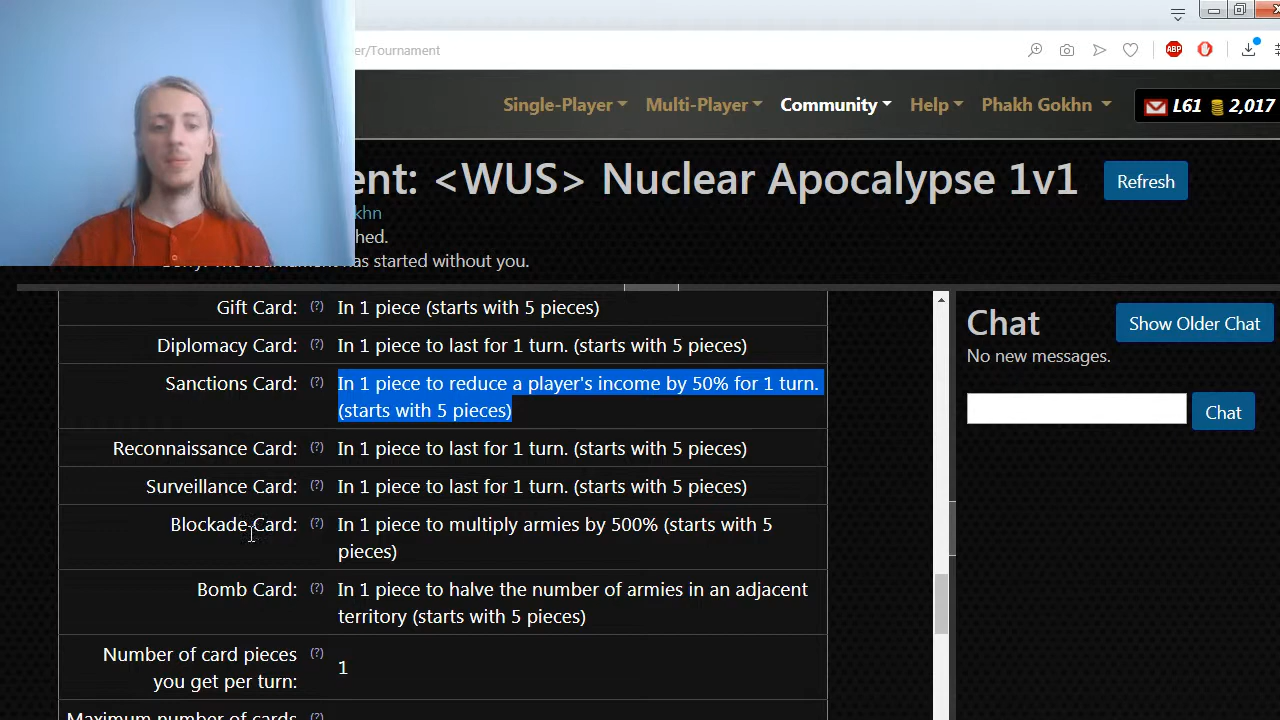 er/Tournament
ABP
Single-Player Multi-Player Community Help Phakh Gokhn L61 2,017
ent: <WUS> Nuclear Apocalypse 1v1 Refresh
khn
hed.
has started without you.
Gift Card: (?) In 1 piece (starts with 5 pieces)
Diplomacy Card: (?) In 1 piece to last for 1 turn. (starts with 5 pieces)
Sanctions Card: (?) In 1 piece to reduce a player's income by 50% for 1 turn.
(starts with 5 pieces)
Reconnaissance Card: (?) In 1 piece to last for 1 turn. (starts with 5 pieces)
Surveillance Card: (?) In 1 piece to last for 1 turn. (starts with 5 pieces)
Blockade Card: (?) In 1 piece to multiply armies by 500% (starts with 5
pieces)
Bomb Card: (?) In 1 piece to halve the number of armies in an adjacent
territory (starts with 5 pieces)
Number of card pieces (?)
you get per turn: 1
Maximum number of cards (?)
Chat Show Older Chat
No new messages.
Chat